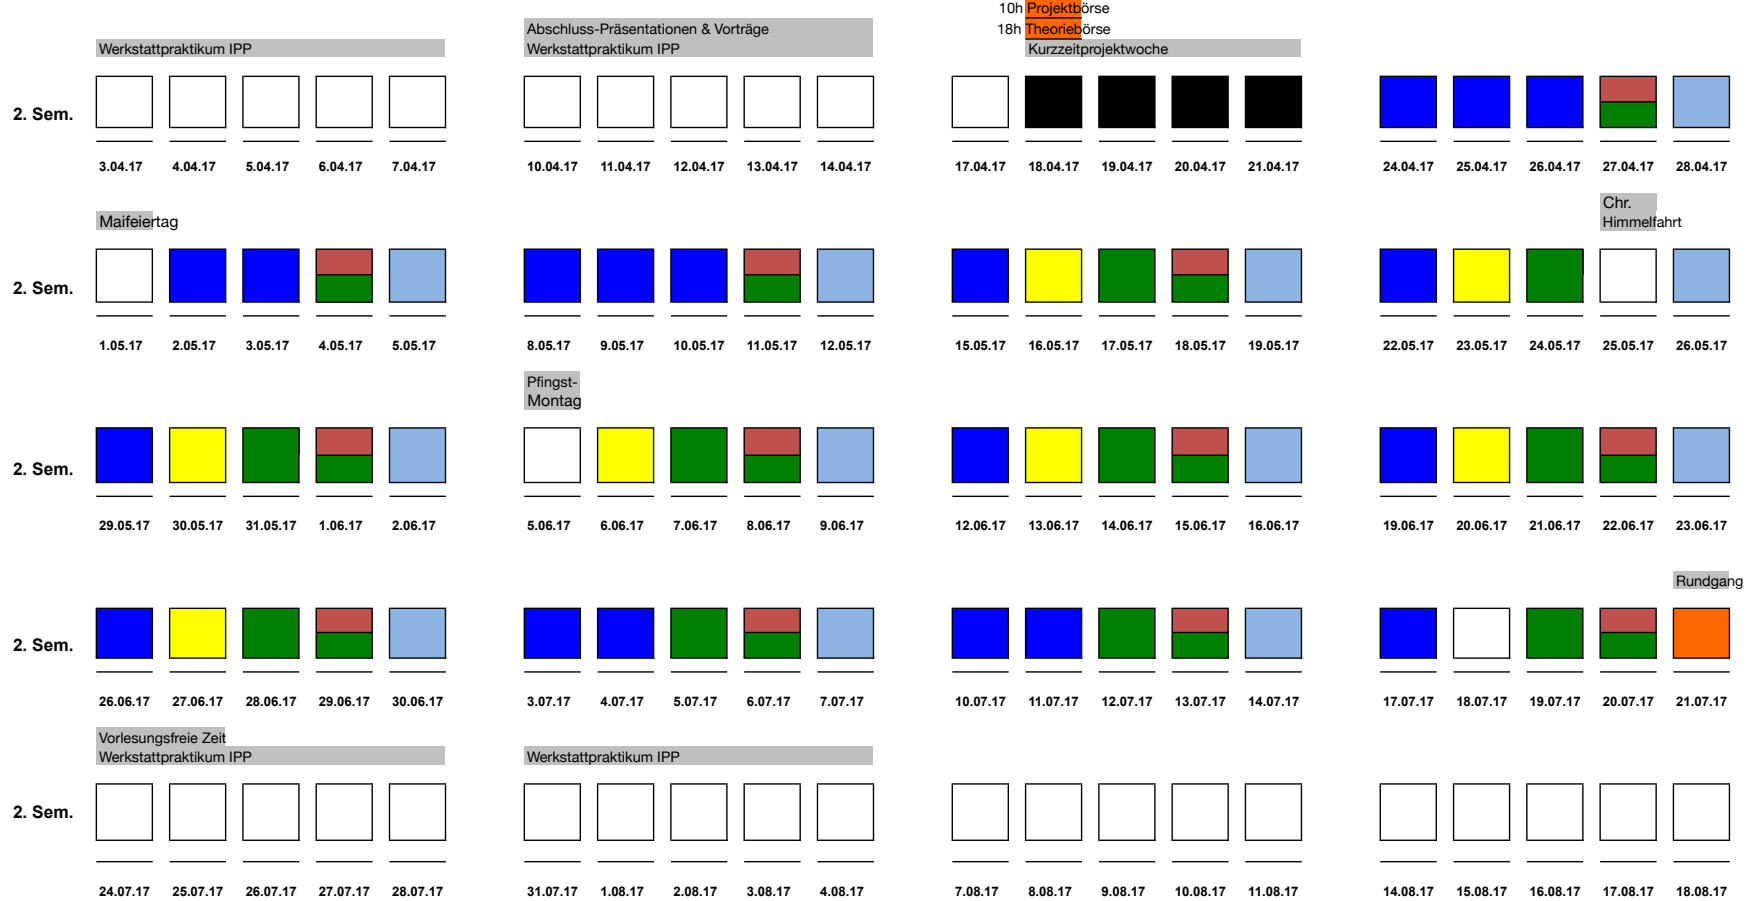 10h Projektbörse
Abschluss-Präsentationen & Vorträge
18h Theoriebörse
Werkstattpraktikum IPP
Werkstattpraktikum IPP
Kurzzeitprojektwoche
2. Sem.
3.04.17 4.04.17 5.04.17 6.04.17 7.04.17 10.04.17 11.04.17 12.04.17 13.04.17 14.04.17 17.04.17 18.04.17 19.04.17 20.04.17 21.04.17 24.04.17 25.04.17 26.04.17 27.04.17 28.04.17
Maifeiertag
Chr.
Himmelfahrt
2. Sem.
1.05.17 2.05.17 3.05.17 4.05.17 5.05.17 8.05.17 9.05.17 10.05.17 11.05.17 12.05.17 15.05.17 16.05.17 17.05.17 18.05.17 19.05.17 22.05.17 23.05.17 24.05.17 25.05.17 26.05.17
Pfingst-
Montag
2. Sem.
29.05.17 30.05.17 31.05.17 1.06.17 2.06.17 5.06.17 6.06.17 7.06.17 8.06.17 9.06.17 12.06.17 13.06.17 14.06.17 15.06.17 16.06.17 19.06.17 20.06.17 21.06.17 22.06.17 23.06.17
Rundgang
2. Sem.
26.06.17 27.06.17 28.06.17 29.06.17 30.06.17 3.07.17 4.07.17 5.07.17 6.07.17 7.07.17 10.07.17 11.07.17 12.07.17 13.07.17 14.07.17 17.07.17 18.07.17 19.07.17 20.07.17 21.07.17
Vorlesungsfreie Zeit
Werkstattpraktikum IPP
Werkstattpraktikum IPP
2. Sem.
24.07.17 25.07.17 26.07.17 27.07.17 28.07.17 31.07.17 1.08.17 2.08.17 3.08.17 4.08.17 7.08.17 8.08.17 9.08.17 10.08.17 11.08.17 14.08.17 15.08.17 16.08.17 17.08.17 18.08.17